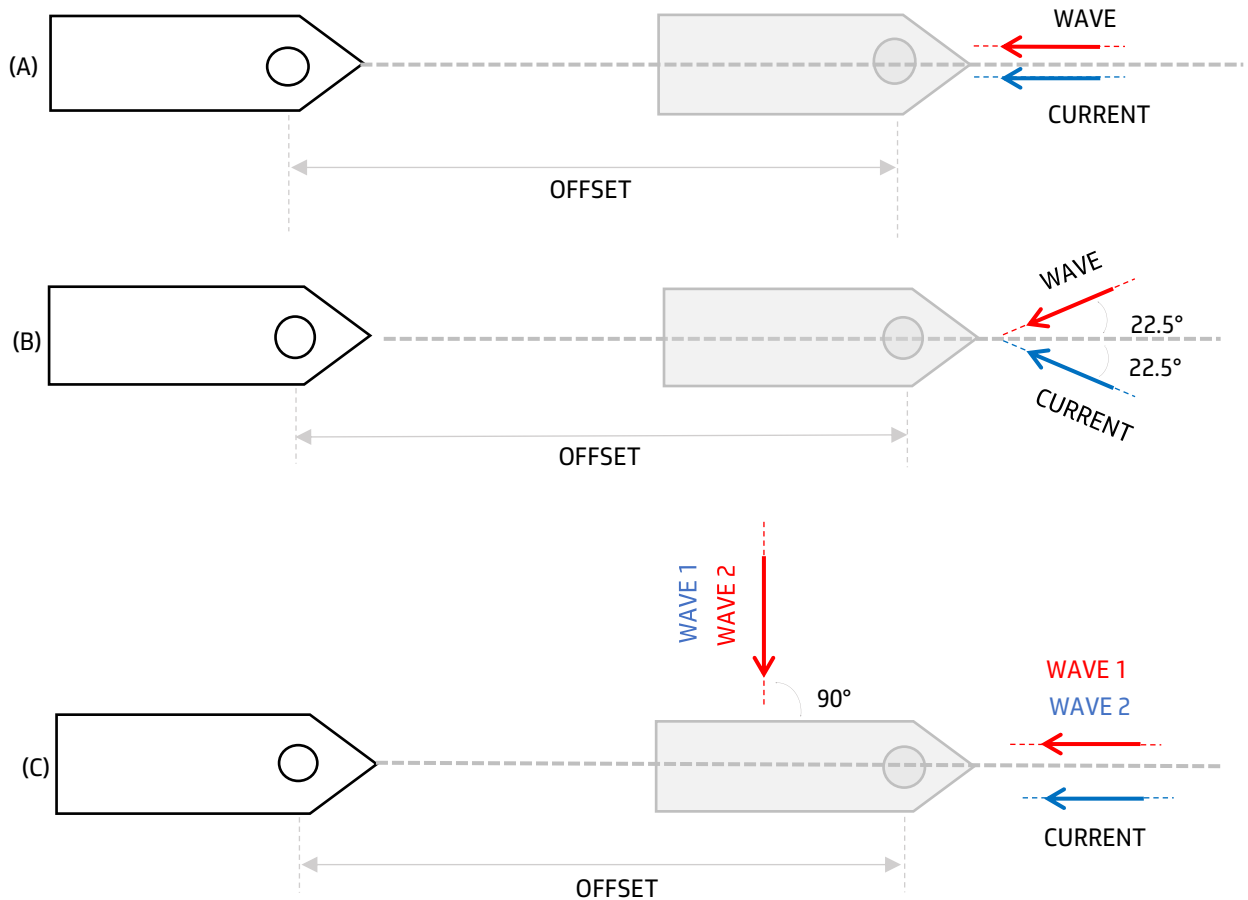 WAVE
(A)
CURRENT
OFFSET
WAVE
(B)
22.5°
22.5°
CURRENT
OFFSET
WAVE 1
WAVE 2
90°
WAVE 1
WAVE 2
(C)
CURRENT
OFFSET